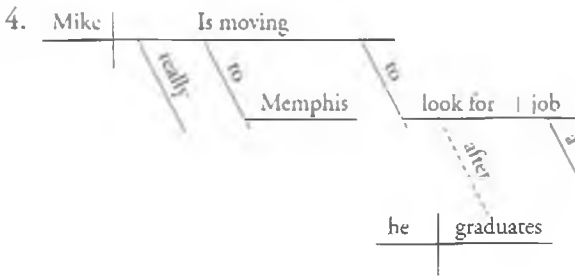 4. Mike Is moving
really to to
Memphis look for job
a
after
he graduates